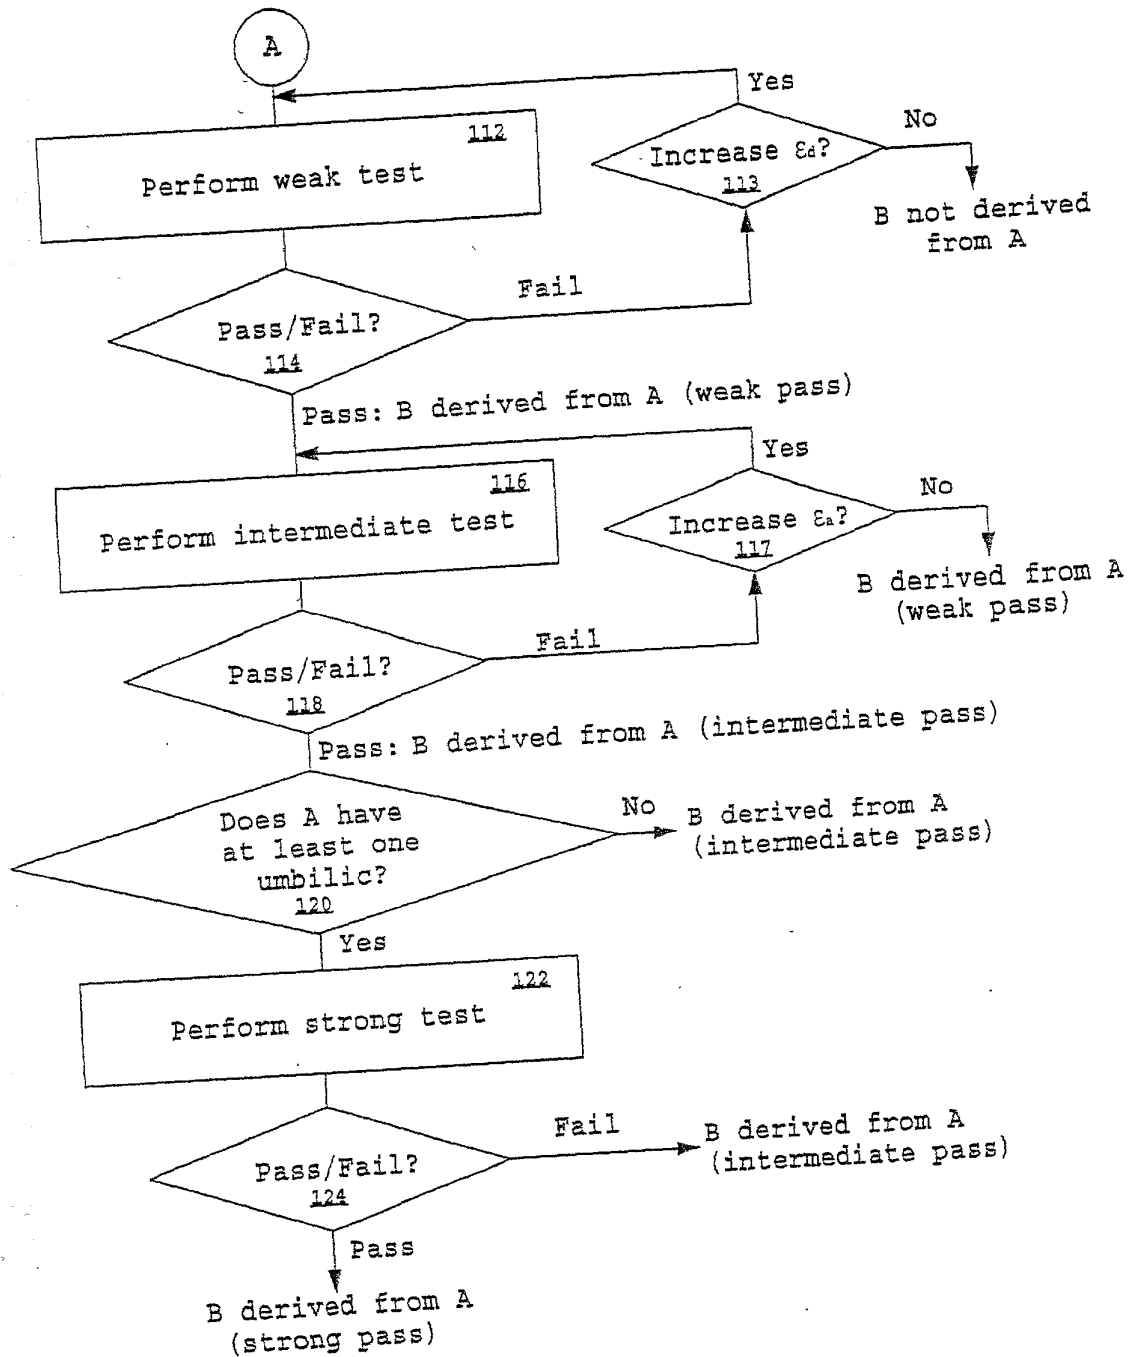 A
Yes
112
Perform weak test
Increase εd?
113
No
B not derived
from A
Fail
Pass/Fail?
114
Pass: B derived from A (weak pass)
Yes
116
Perform intermediate test
Increase εa?
117
No
B derived from A
(weak pass)
Fail
Pass/Fail?
118
Pass: B derived from A (intermediate pass)
Does A have
at least one
umbilic?
120
No
B derived from A
(intermediate pass)
Yes
122
Perform strong test
Fail
B derived from A
(intermediate pass)
Pass/Fail?
124
Pass
B derived from A
(strong pass)